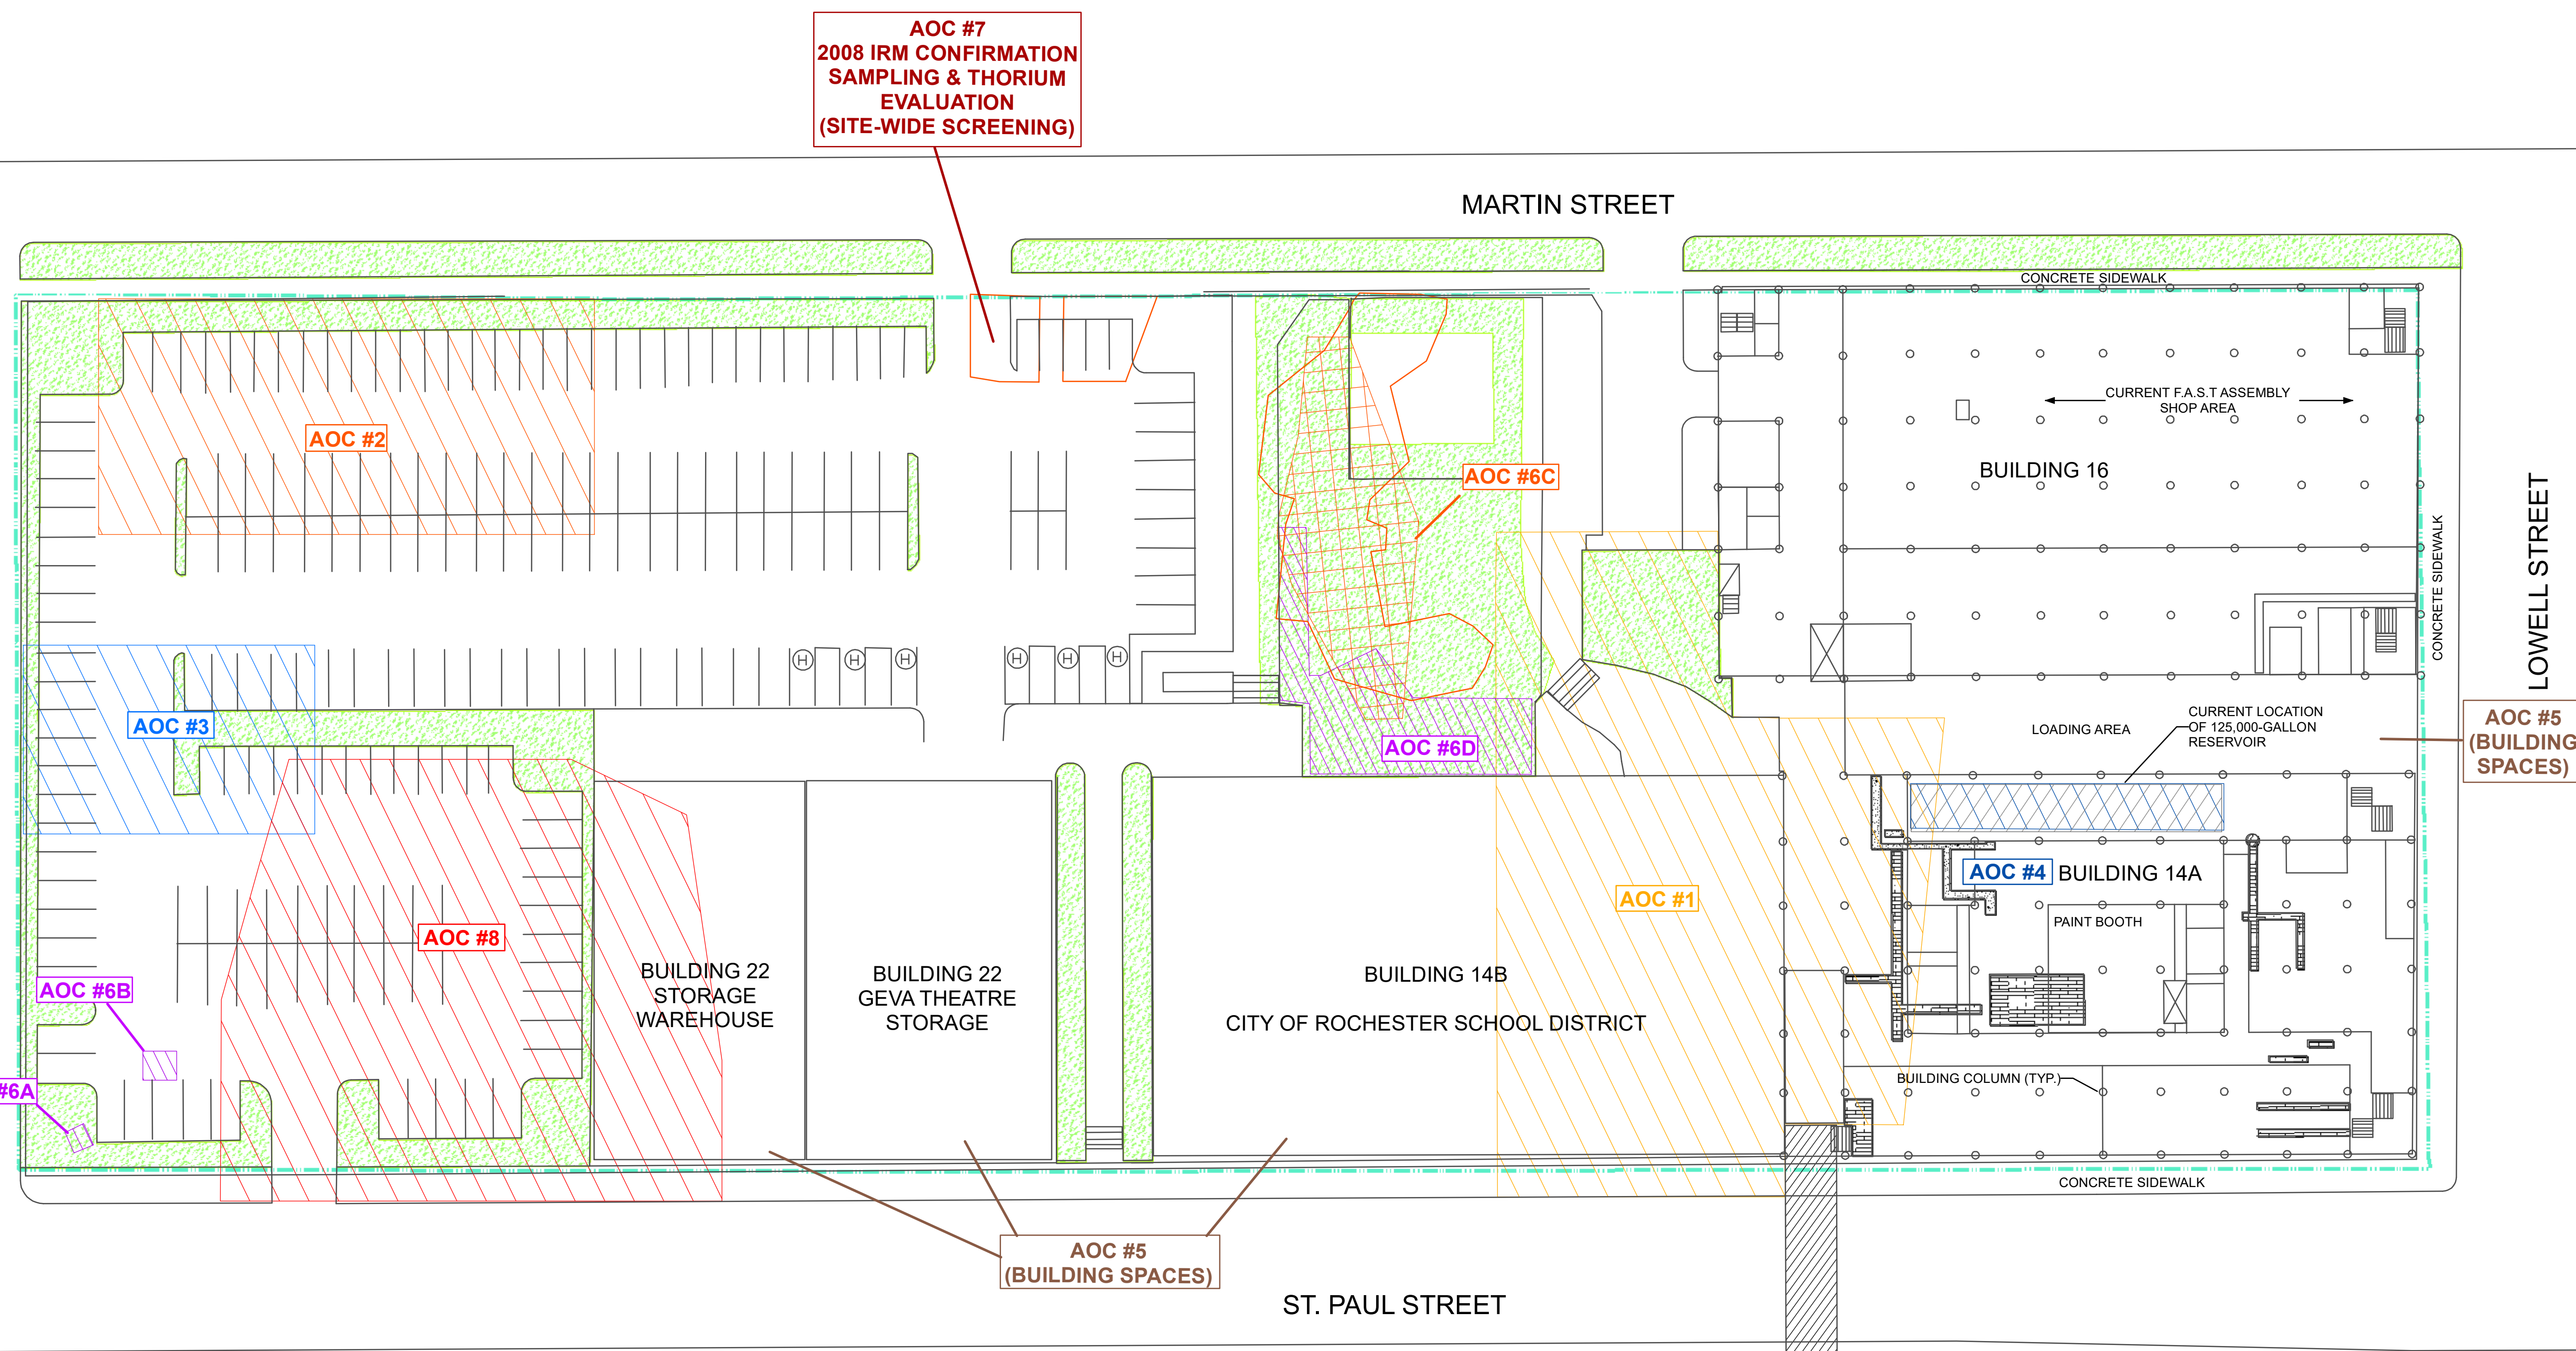 AOC #7
2008 IRM CONFIRMATION
SAMPLING & THORIUM
EVALUATION
(SITE-WIDE SCREENING)
MARTIN STREET
CONCRETE SIDEWALK
CURRENT F.A.S.T ASSEMBLY
SHOP AREA
AOC #2
AOC #6C
BUILDING 16
LOWELL STREET
CONCRETE SIDEWALK
H
H
H
H
H
H
AOC #3
AOC #6D
LOADING AREA
CURRENT LOCATION
OF 125,000-GALLON
RESERVOIR
AOC #5
(BUILDING
SPACES)
AOC #4
BUILDING 14A
AOC #1
PAINT BOOTH
AOC #8
AOC #6B
BUILDING 22
STORAGE
WAREHOUSE
BUILDING 22
GEVA THEATRE
STORAGE
BUILDING 14B
CITY OF ROCHESTER SCHOOL DISTRICT
#6A
BUILDING COLUMN (TYP.)
CONCRETE SIDEWALK
AOC #5
(BUILDING SPACES)
ST. PAUL STREET